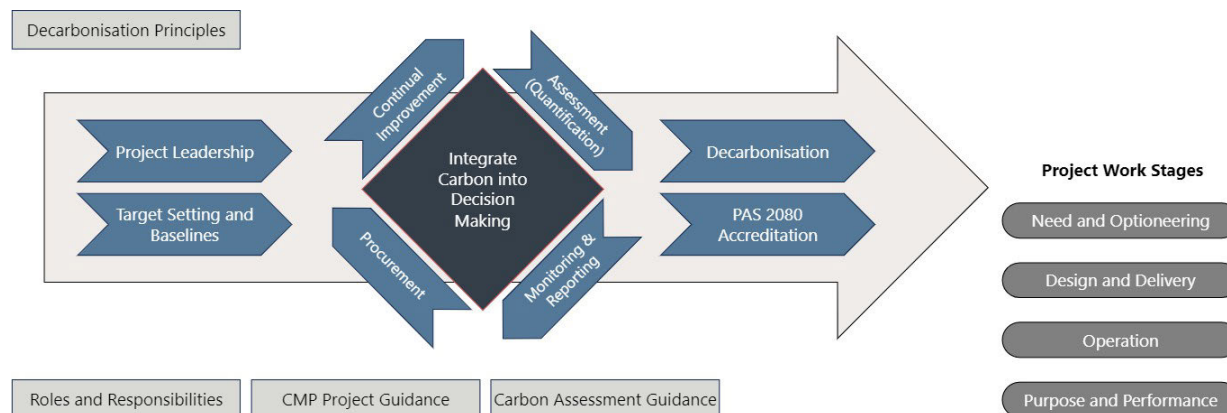 Decarbonisation Principles
Continual
Improvement
Assessment
(Quantification)
Project Leadership
Target Setting and
Baselines
Integrate
Carbon into
Decision
Making
Decarbonisation
PAS 2080
Accreditation
Procurement
Monitoring &
Reporting
Project Work Stages
Need and Optioneering
Design and Delivery
Operation
Purpose and Performance
Roles and Responsibilities
CMP Project Guidance
Carbon Assessment Guidance